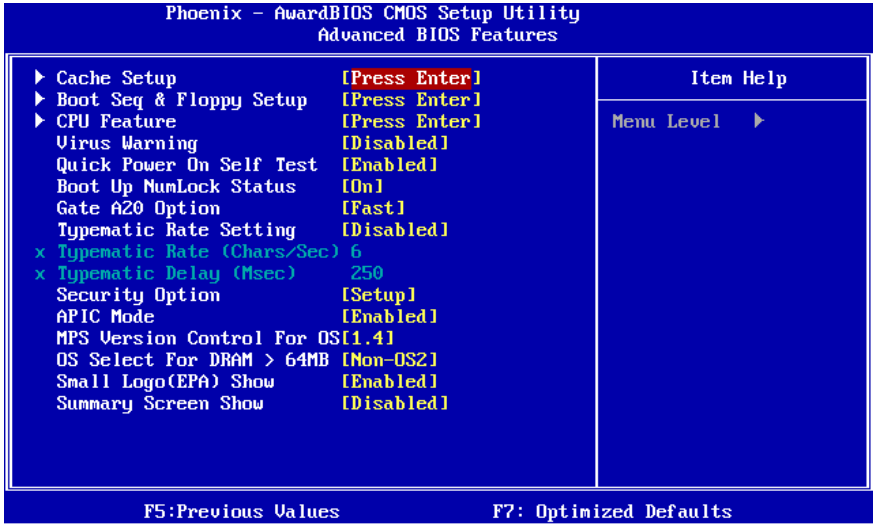 Phoenix - AwardBIOS CMOS Setup Utility
Advanced BIOS Features
Cache Setup [Press Enter]
Boot Seq & Floppy Setup [Press Enter]
CPU Feature [Press Enter]
Virus Warning [Disabled]
Quick Power On Self Test [Enabled]
Boot Up NumLock Status [On]
Gate A20 Option [Fast]
Typematic Rate Setting [Disabled]
x Typematic Rate (Chars/Sec) 6
x Typematic Delay (Msec) 250
Security Option [Setup]
APIC Mode [Enabled]
MPS Version Control For OS[1.4]
OS Select For DRAM > 64MB [Non-OS2]
Small Logo(EPA) Show [Enabled]
Summary Screen Show [Disabled]
Item Help
Menu Level
F5:Previous Values F7: Optimized Defaults